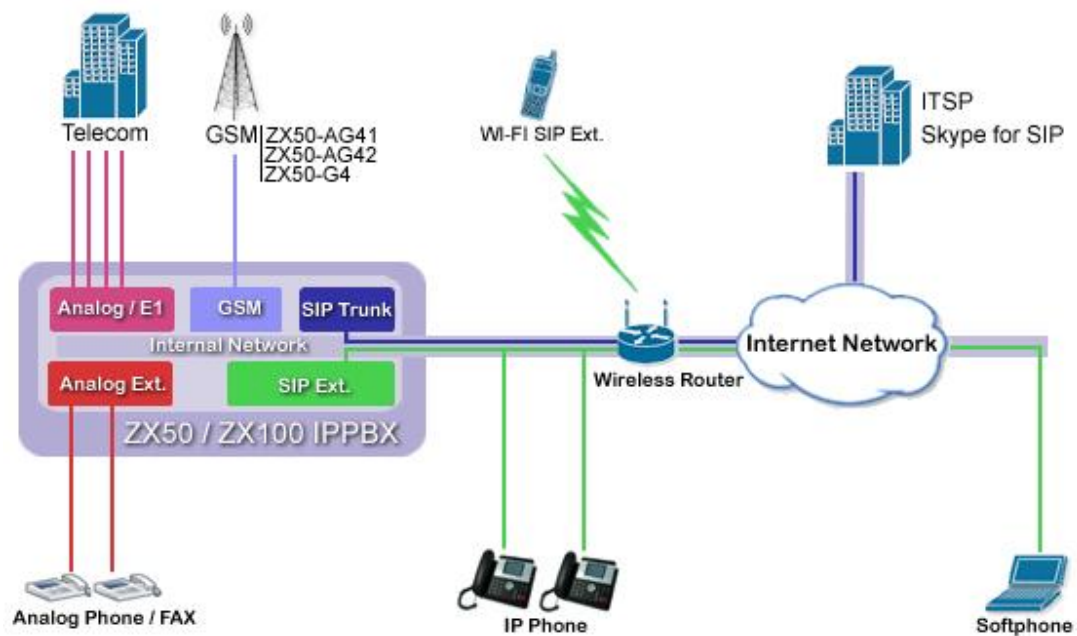 Telecom
GSM
ZX50-AG41
ZX50-AG42
ZX50-G4
WI-FI SIP Ext.
ITSP
Skype for SIP
Analog / E1
GSM
SIP Trunk
Internal Network
Analog Ext.
SIP Ext.
ZX50 / ZX100 IPPBX
Wireless Router
Internet Network
Analog Phone / FAX
IP Phone
Softphone